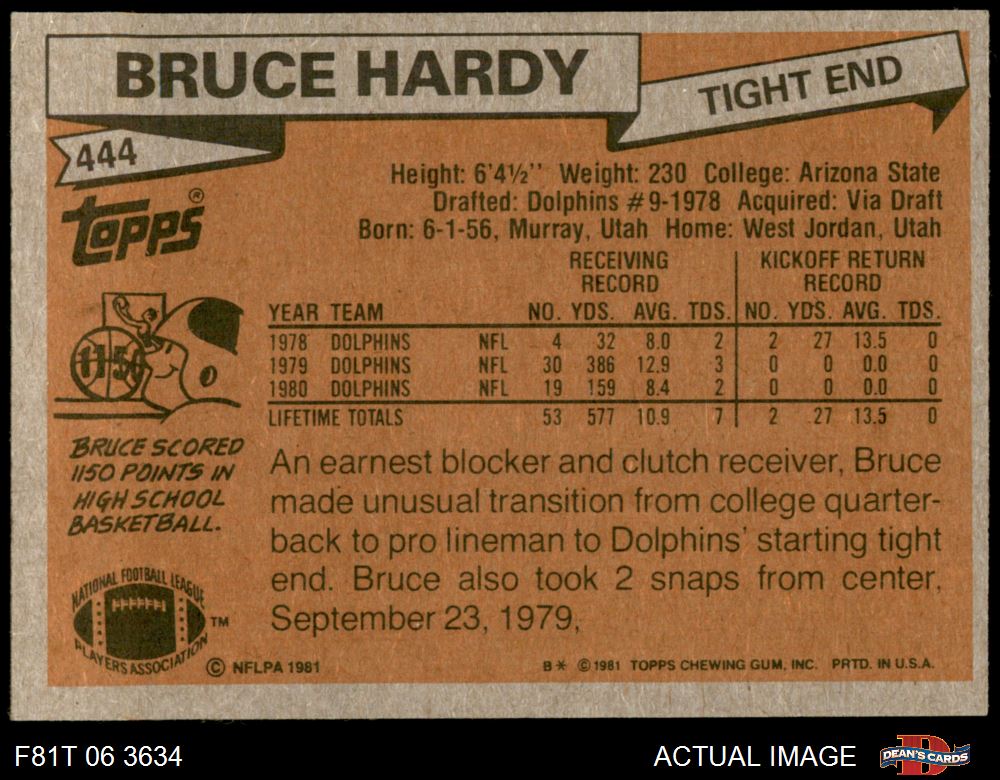 BRUCE HARDY
TIGHT END
444
TOPPS®
Height: 6'4½'' Weight: 230 College: Arizona State
Drafted: Dolphins #9-1978 Acquired: Via Draft
Born: 6-1-56, Murray, Utah Home: West Jordan, Utah
RECEIVING RECORD KICKOFF RETURN RECORD
YEAR TEAM NO. YDS. AVG. TDS. NO. YDS. AVG. TDS.
1978 DOLPHINS NFL 4 32 8.0 2 2 27 13.5 0
1979 DOLPHINS NFL 30 386 12.9 3 0 0 0.0 0
1980 DOLPHINS NFL 19 159 8.4 2 0 0 0.0 0
LIFETIME TOTALS 53 577 10.9 7 2 27 13.5 0
1150
BRUCE SCORED
1150 POINTS IN
HIGH SCHOOL
BASKETBALL.
An earnest blocker and clutch receiver, Bruce
made unusual transition from college quarter-
back to pro lineman to Dolphins' starting tight
end. Bruce also took 2 snaps from center,
September 23, 1979,
NATIONAL FOOTBALL LEAGUE
PLAYERS ASSOCIATION
TM
© NFLPA 1981
B* © 1981 TOPPS CHEWING GUM, INC. PRTD. IN U.S.A.
F81T 06 3634
ACTUAL IMAGE
DEAN'S CARDS